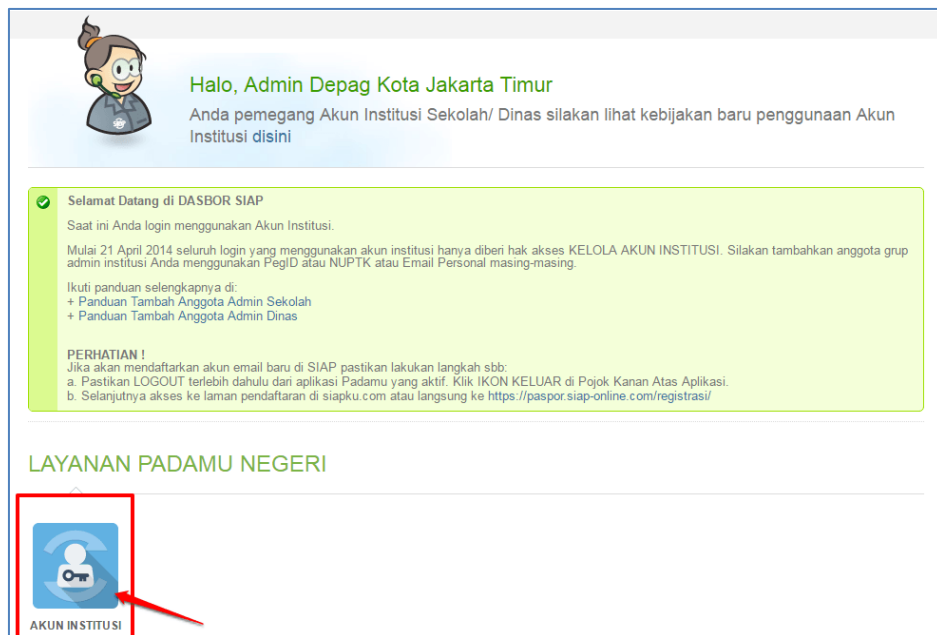 Halo, Admin Depag Kota Jakarta Timur
Anda pemegang Akun Institusi Sekolah/ Dinas silakan lihat kebijakan baru penggunaan Akun
Institusi disini
Selamat Datang di DASBOR SIAP
Saat ini Anda login menggunakan Akun Institusi.
Mulai 21 April 2014 seluruh login yang menggunakan akun institusi hanya diberi hak akses KELOLA AKUN INSTITUSI. Silakan tambahkan anggota grup
admin institusi Anda menggunakan PegID atau NUPTK atau Email Personal masing-masing.
Ikuti panduan selengkapnya di:
+ Panduan Tambah Anggota Admin Sekolah
+ Panduan Tambah Anggota Admin Dinas
PERHATIAN !
Jika akan mendaftarkan akun email baru di SIAP pastikan lakukan langkah sbb:
a. Pastikan LOGOUT terlebih dahulu dari aplikasi Padamu yang aktif. Klik IKON KELUAR di Pojok Kanan Atas Aplikasi.
b. Selanjutnya akses ke laman pendaftaran di siapku.com atau langsung ke https://paspor.siap-online.com/registrasi/
LAYANAN PADAMU NEGERI
AKUN INSTITUSI